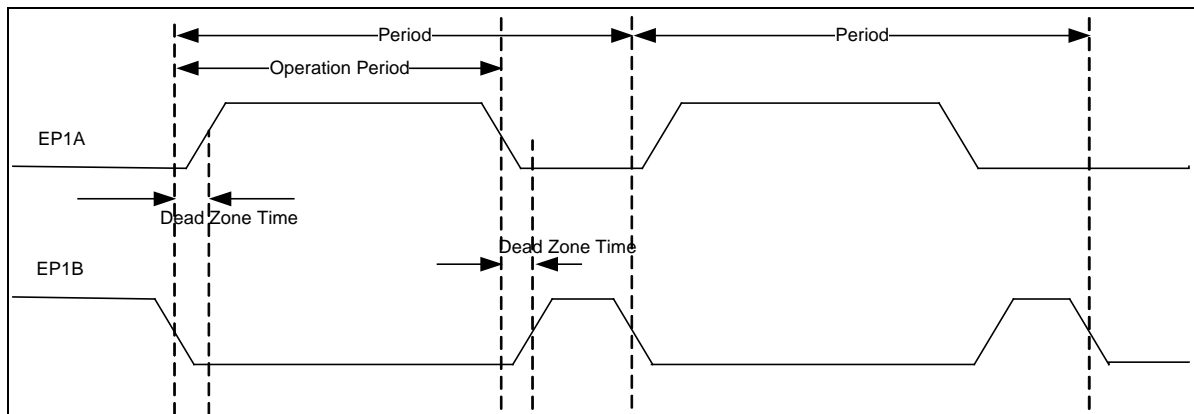 Period
Period
Operation Period
EP1A
Dead Zone Time
Dead Zone Time
EP1B